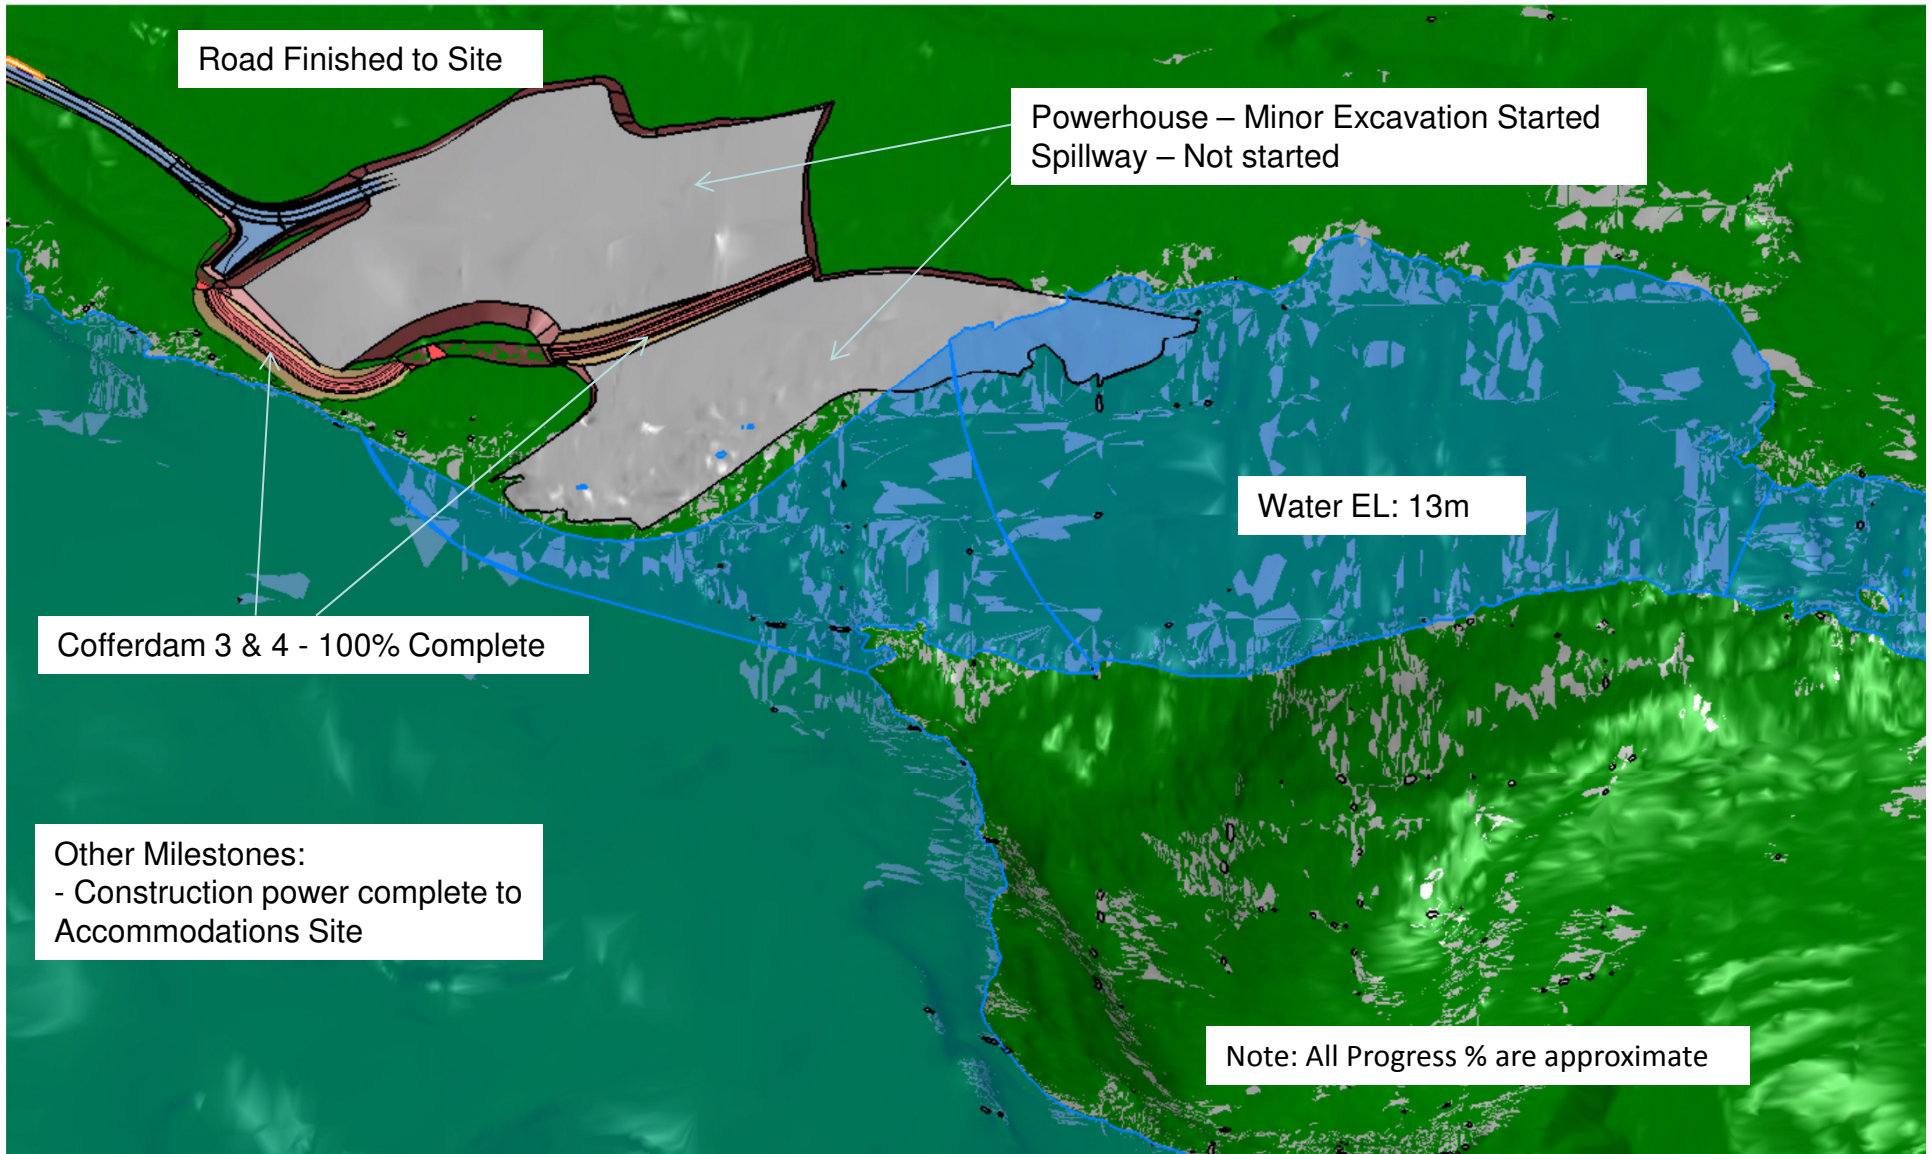 Road Finished to Site
Powerhouse – Minor Excavation Started
Spillway – Not started
Water EL: 13m
Cofferdam 3 & 4 - 100% Complete
Other Milestones:
- Construction power complete to
Accommodations Site
Note: All Progress % are approximate